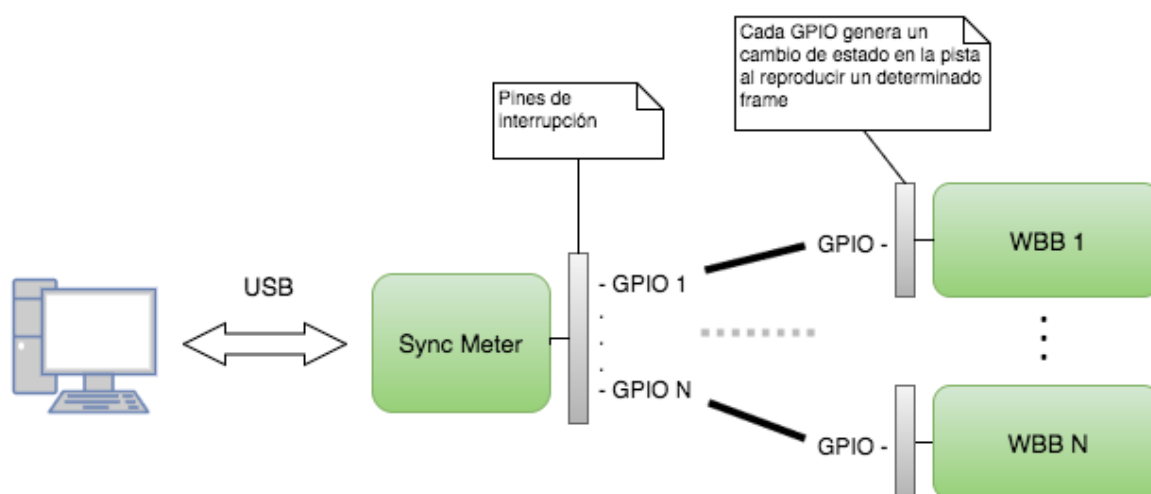 Cada GPIO genera un
cambio de estado en la pista
al reproducir un determinado
frame
Pines de
interrupción
USB
Sync Meter
- GPIO 1
- GPIO N
GPIO -
WBB 1
GPIO -
WBB N